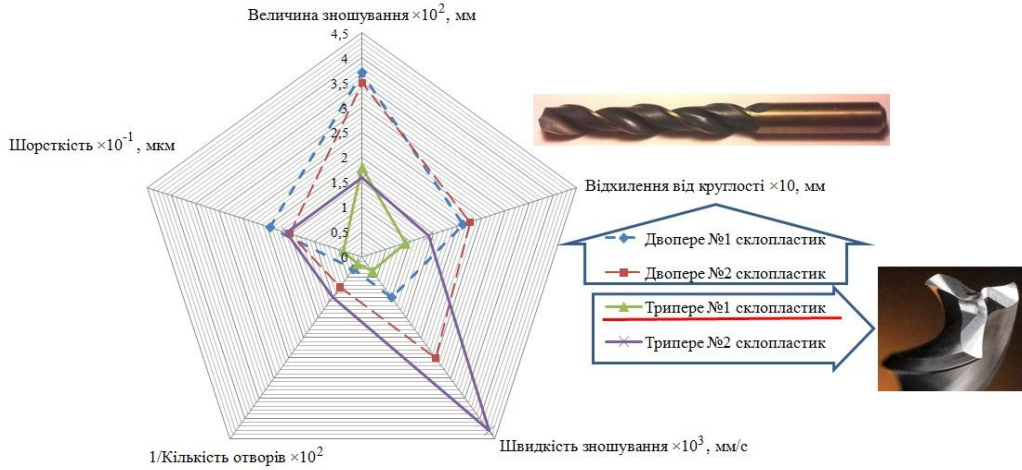 Величина зношування ×10², мм
4,5
4
3,5
3
2,5
2
1,5
1
0,5
0
Шорсткість ×10⁻¹ , мкм
Відхилення від круглості ×10, мм
Двопере №1 склопластик
Двопере №2 склопластик
Трипере №1 склопластик
Трипере №2 склопластик
1/Кількість отворів ×10²
Швидкість зношування ×10³, мм/с